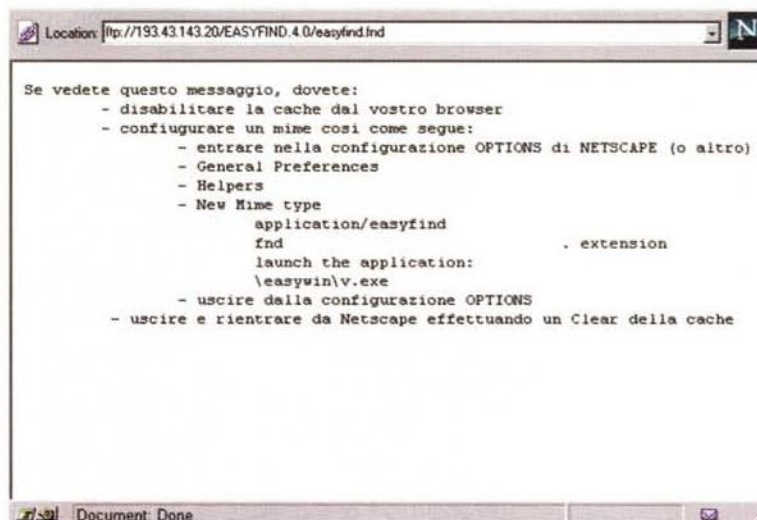 Location: ftp://193.43.143.20/EASYFIND.4.0/easyfind.fnd
N
Se vedete questo messaggio, dovete:
- disabilitare la cache dal vostro browser
- confiugurare un mime cosi come segue:
- entrare nella configurazione OPTIONS di NETSCAPE (o altro)
- General Preferences
- Helpers
- New Mime type
application/easyfind
fnd . extension
launch the application:
\easywin\v.exe
- uscire dalla configurazione OPTIONS
- uscire e rientrare da Netscape effettuando un Clear della cache
Document: Done